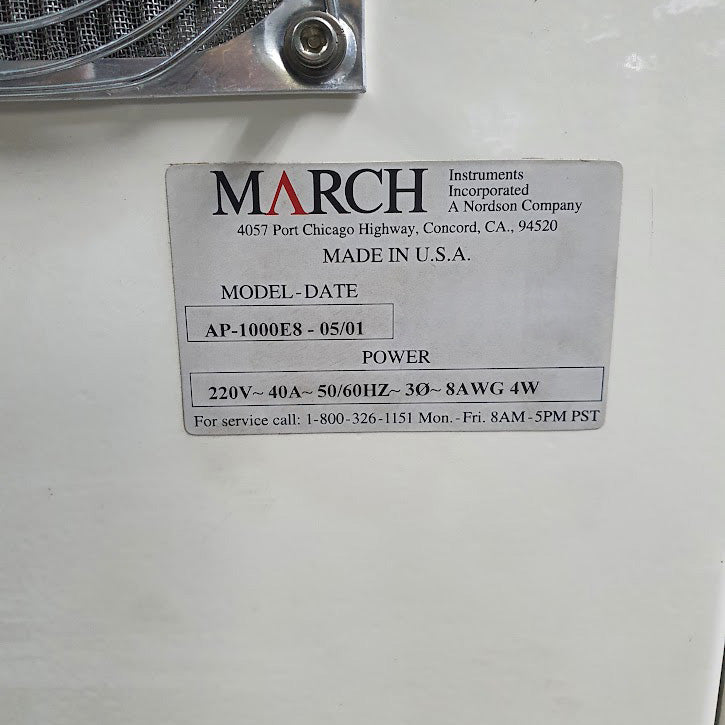 MARCH
Instruments
Incorporated
A Nordson Company
4057 Port Chicago Highway, Concord, CA., 94520
MADE IN U.S.A.
MODEL-DATE
AP-1000E8 - 05/01
POWER
220V~ 40A~ 50/60HZ~ 3Ø~ 8AWG 4W
For service call: 1-800-326-1151 Mon.-Fri. 8AM-5PM PST